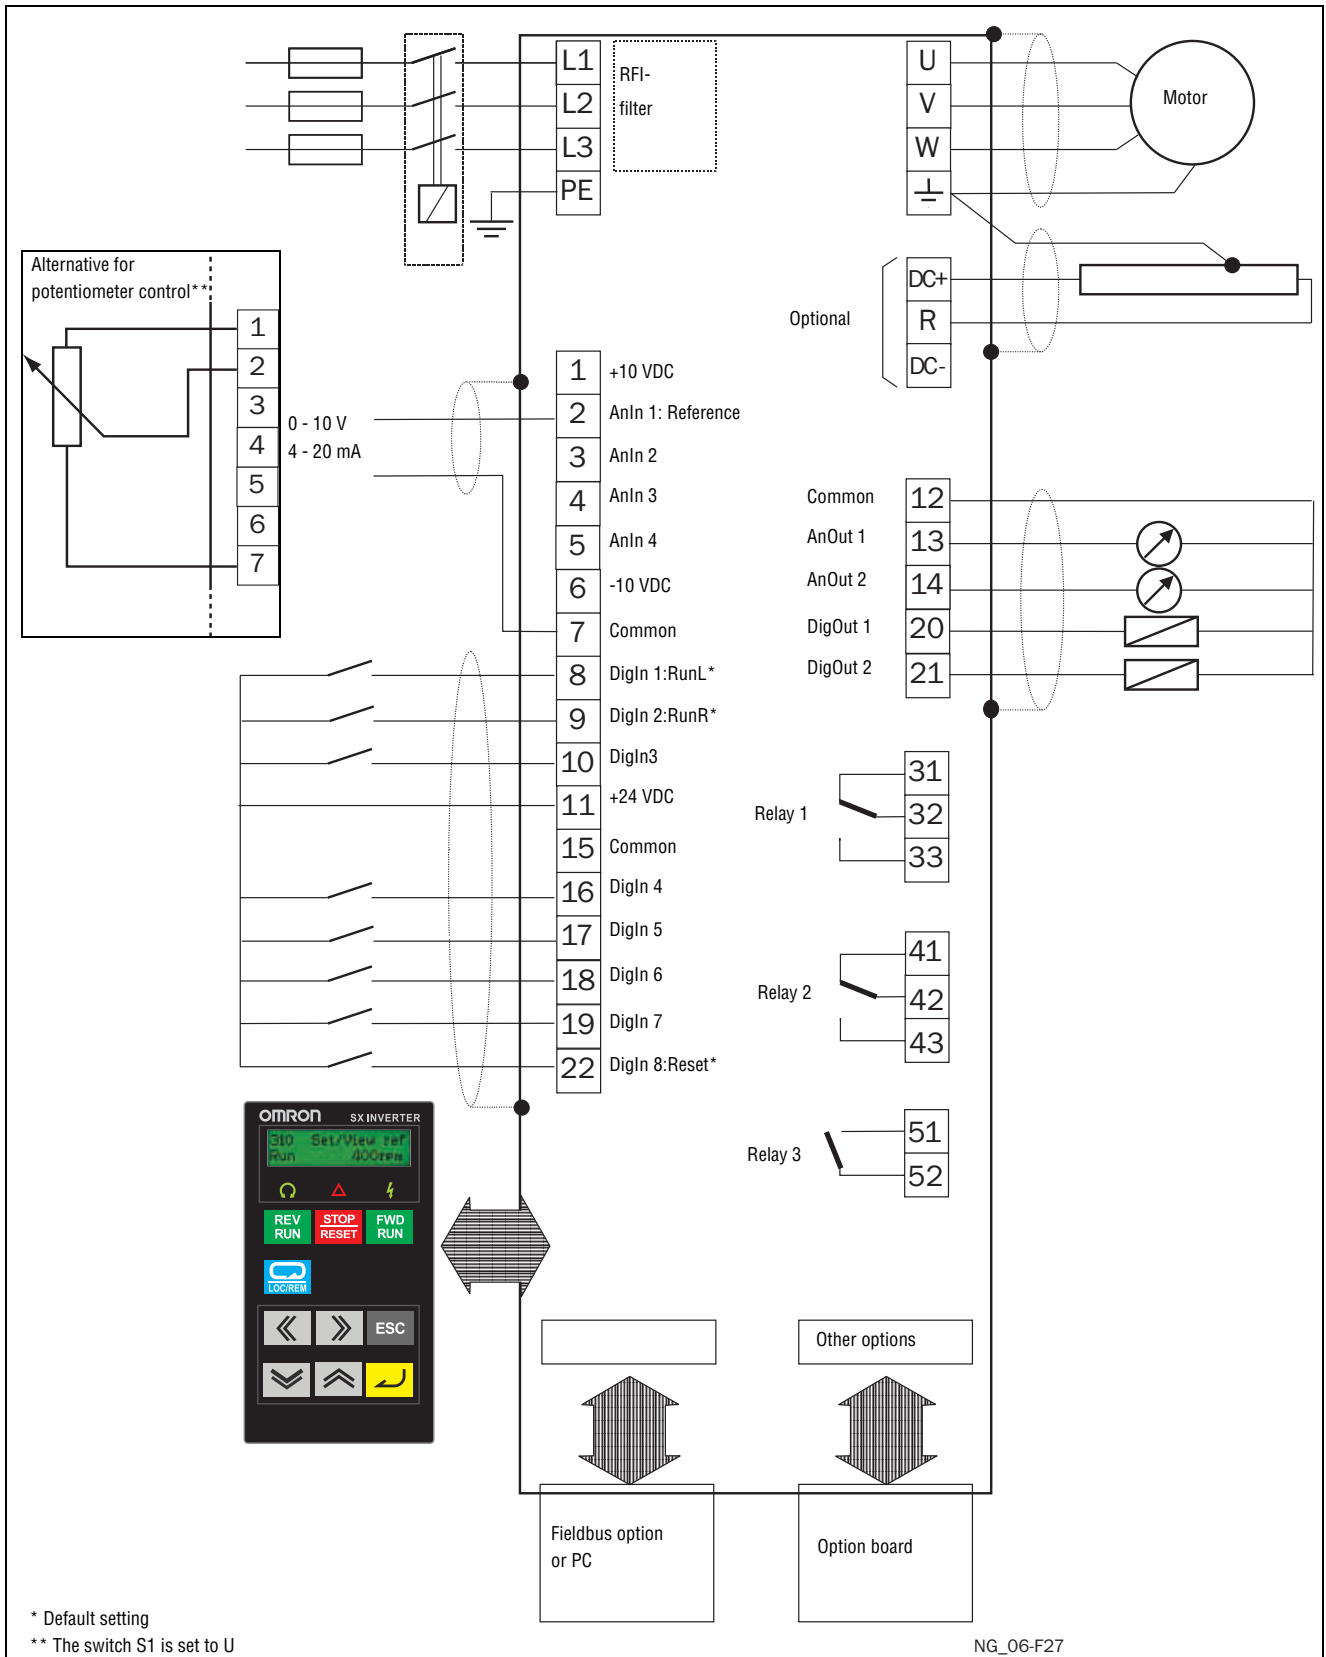 L1
L2
L3
PE
RFI-
filter
U
V
W
Motor
DC+
R
DC-
Optional
Alternative for
potentiometer control**
1
2
3
4
5
6
7
0 - 10 V
4 - 20 mA
1 +10 VDC
2 AnIn 1: Reference
3 AnIn 2
4 AnIn 3
5 AnIn 4
6 -10 VDC
7 Common
8 DigIn 1:RunL*
9 DigIn 2:RunR*
10 DigIn3
11 +24 VDC
15 Common
16 DigIn 4
17 DigIn 5
18 DigIn 6
19 DigIn 7
22 DigIn 8:Reset*
Common 12
AnOut 1 13
AnOut 2 14
DigOut 1 20
DigOut 2 21
Relay 1
31
32
33
Relay 2
41
42
43
Relay 3
51
52
OMRON SX INVERTER
310 Set/View ref
Run 400rpm
REV
RUN
STOP
RESET
FWD
RUN
LOC/REM
ESC
Other options
Fieldbus option
or PC
Option board
* Default setting
** The switch S1 is set to U
NG_06-F27